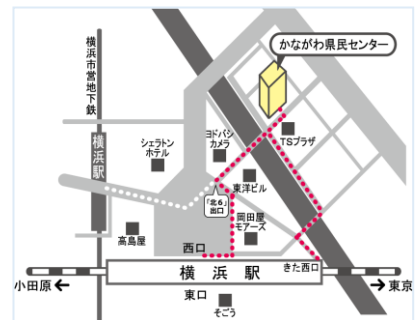 かながわ県民センター
横浜市営地下鉄
ヨドバシ
カメラ
シェラトン
ホテル
TSプラザ
横浜駅
東洋ビル
「北6」
出口
岡田屋
モアーズ
高島屋
西口
きた西口
横浜駅
小田原
東京
東口
そごう